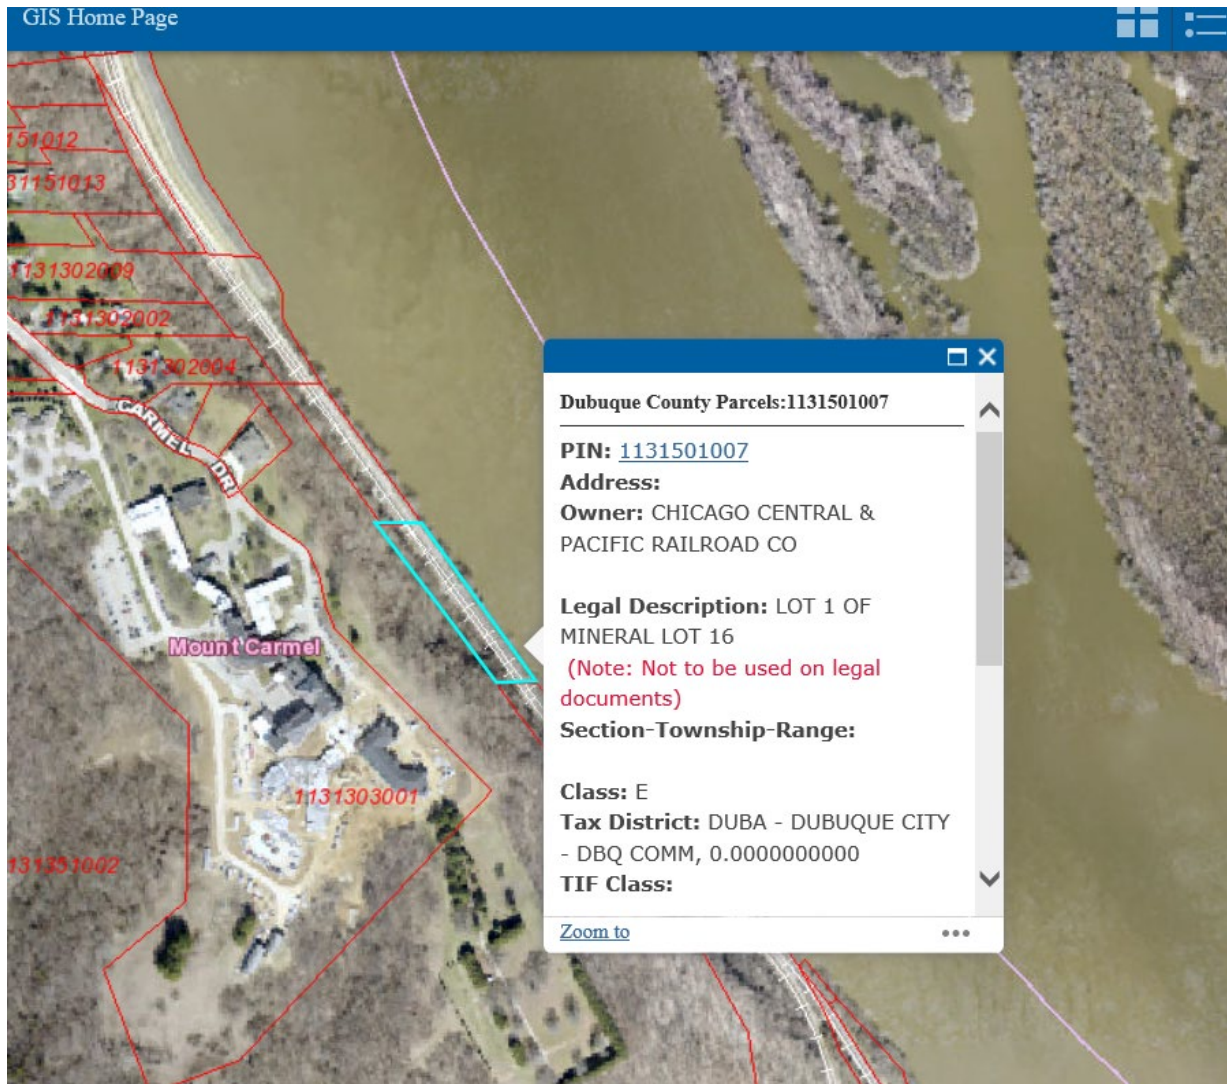 GIS Home Page
151012
31151013
1131302009
1131302002
1131302004
CARMEL DR
Mount Carmel
1131303001
131351002
Dubuque County Parcels:1131501007
PIN: 1131501007
Address:
Owner: CHICAGO CENTRAL &
PACIFIC RAILROAD CO
Legal Description: LOT 1 OF
MINERAL LOT 16
(Note: Not to be used on legal
documents)
Section-Township-Range:
Class: E
Tax District: DUBA - DUBUQUE CITY
- DBQ COMM, 0.0000000000
TIF Class:
Zoom to